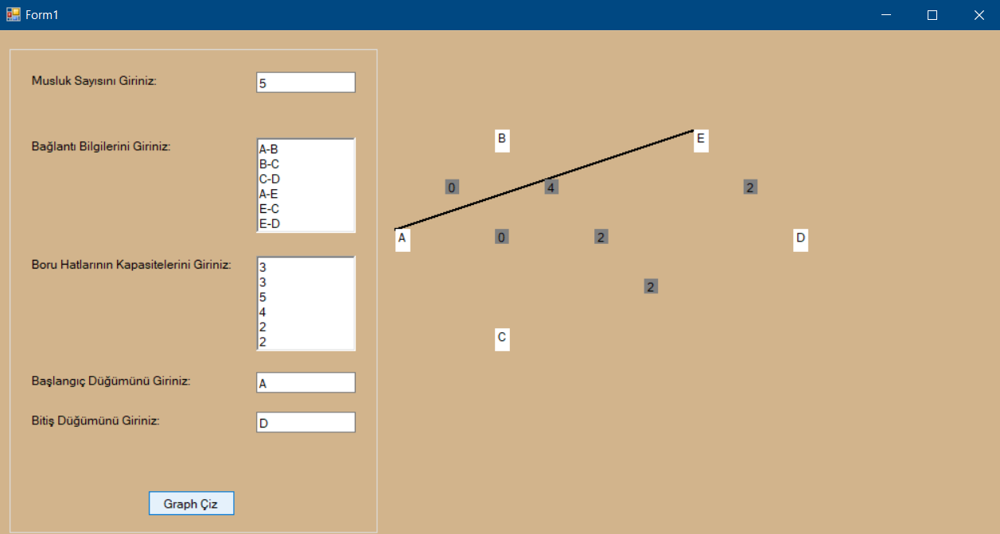 Form1
Musluk Sayısını Giriniz:
5
Bağlantı Bilgilerini Giriniz:
A-B
B-C
C-D
A-E
E-C
E-D
Boru Hatlarının Kapasitelerini Giriniz:
3
3
5
4
2
2
Başlangıç Düğümünü Giriniz:
A
Bitiş Düğümünü Giriniz:
D
Graph Çiz
B
E
0
4
2
A
0
2
D
2
C